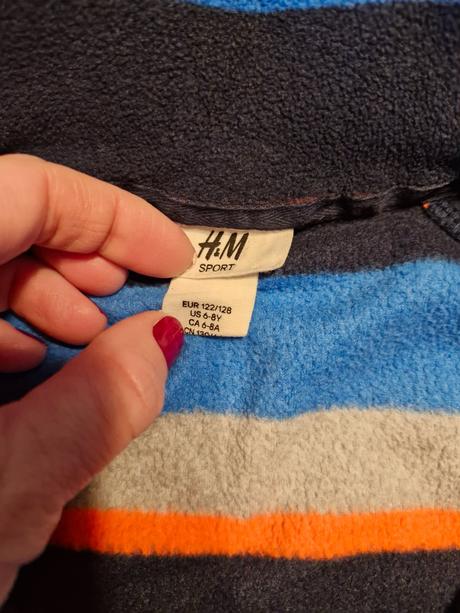 H&M
SPORT
EUR 122/128
US 6-8Y
CA 6-8A